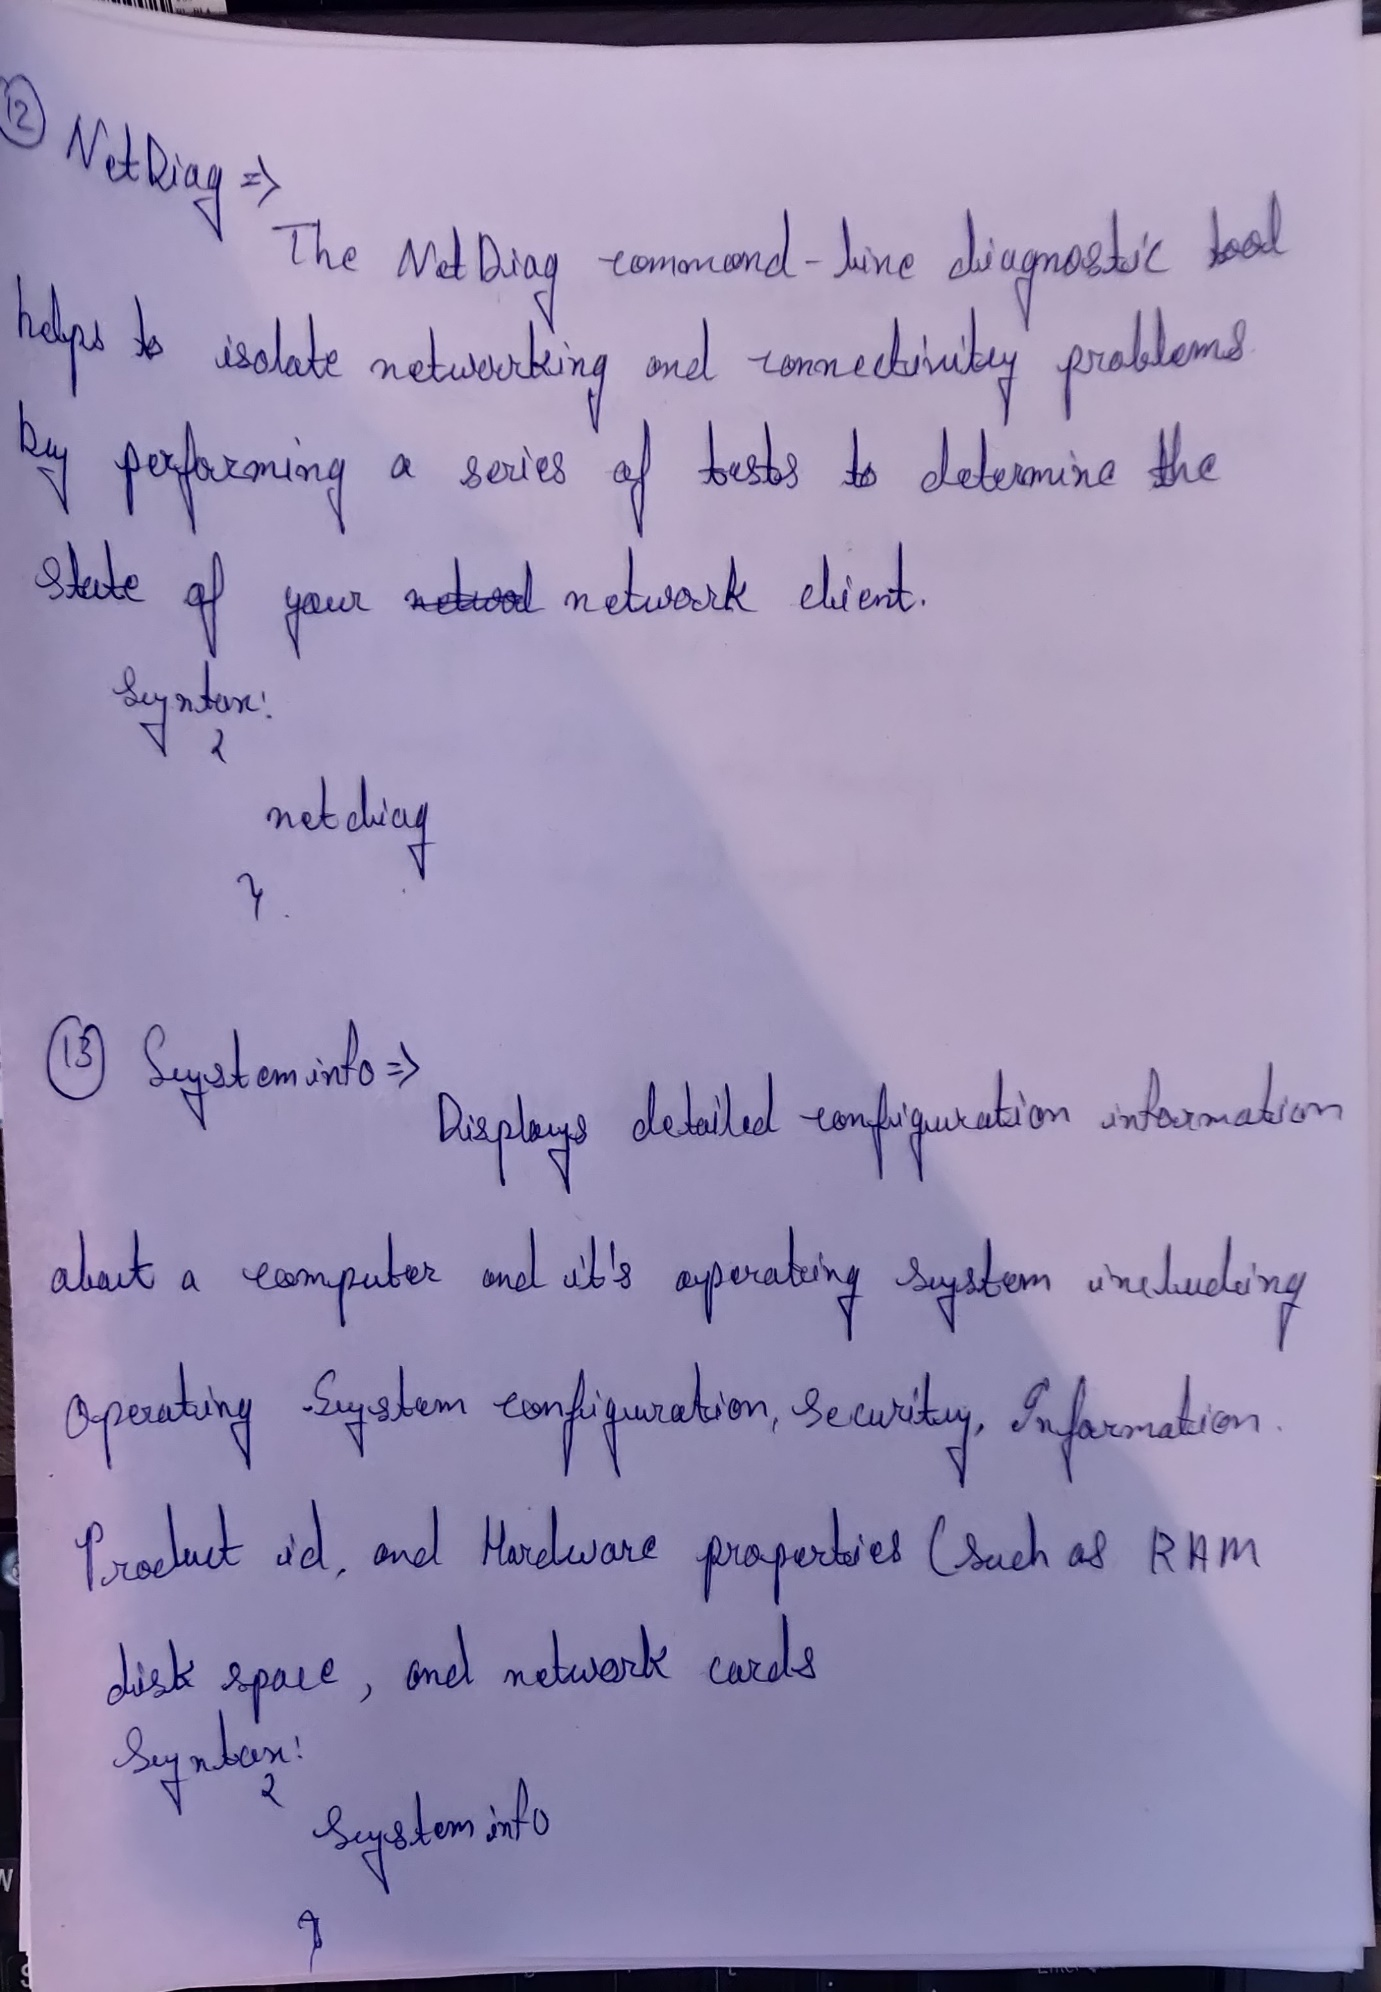 12
NetDiag =>
The NetDiag command-line diagnostic tool
helps to isolate networking and connectivity problems
by performing a series of tests to determine the
state of your network client.
Syntax:
{
netdiag
}
13 Systeminfo =>
Displays detailed configuration information
about a computer and it's operating system including
Operating System configuration, Security, Information.
Product id, and Hardware properties (Such as RAM
disk space, and network cards
Syntax:
{
Systeminfo
}